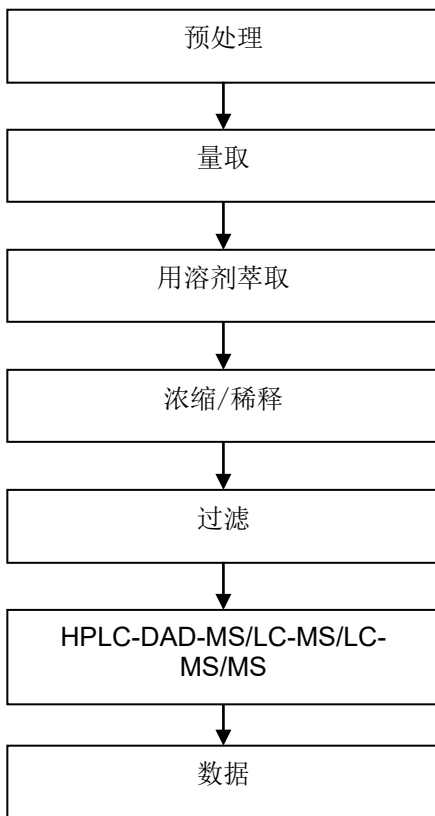 预处理
量取
用溶剂萃取
浓缩/稀释
过滤
HPLC-DAD-MS/LC-MS/LC-
MS/MS
数据